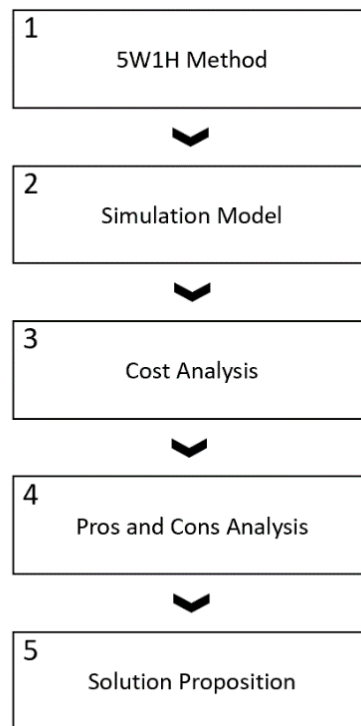 1
5W1H Method
2
Simulation Model
3
Cost Analysis
4
Pros and Cons Analysis
5
Solution Proposition